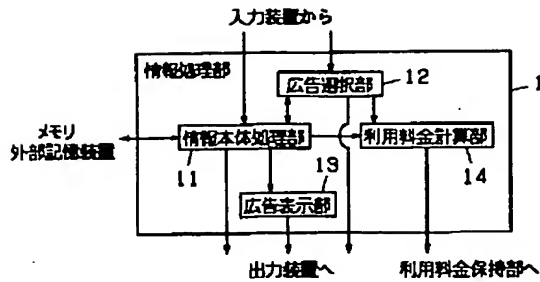 入力装置から
情報処理部
広告選択部
12
1
メモリ
外部記憶装置
情報本体処理部
利用料金計算部
11
13
14
広告表示部
出力装置へ
利用料金保持部へ